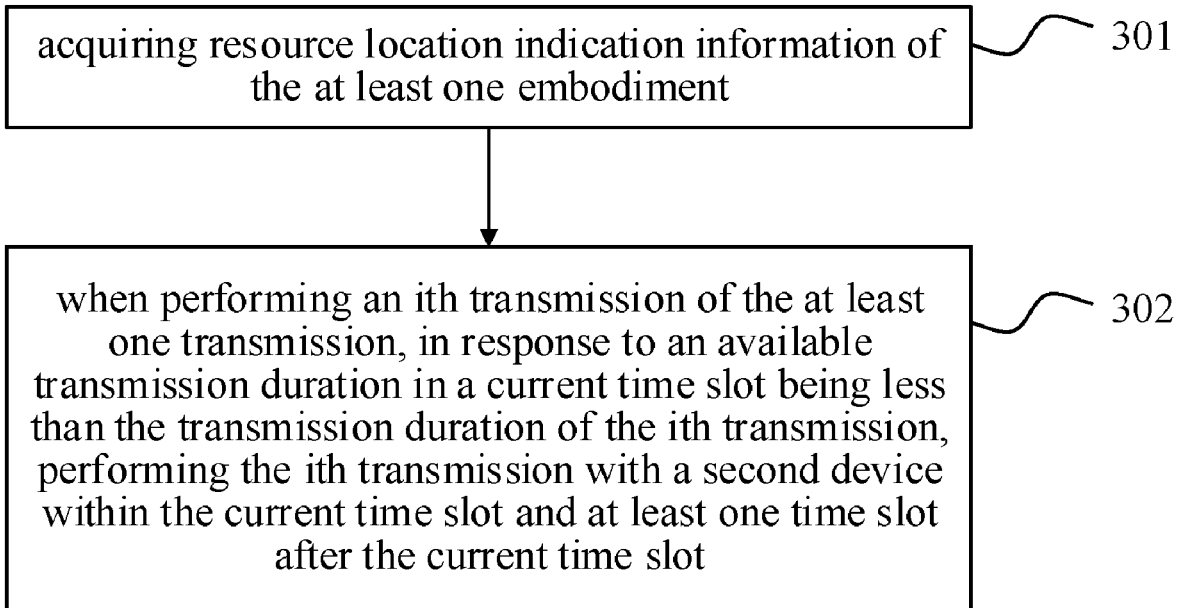 acquiring resource location indication information of
the at least one embodiment
301
when performing an ith transmission of the at least
one transmission, in response to an available
transmission duration in a current time slot being less
than the transmission duration of the ith transmission,
performing the ith transmission with a second device
within the current time slot and at least one time slot
after the current time slot
302